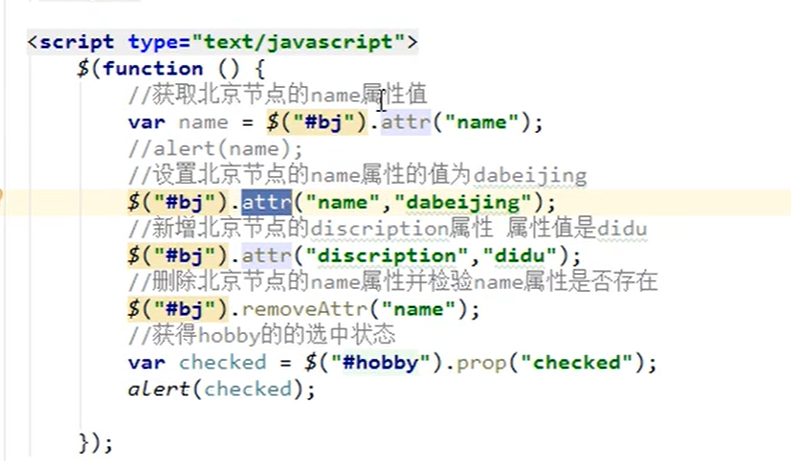 <script type="text/javascript">
$(function () {
//获取北京节点的name属性值
var name = $("#bj").attr("name");
//alert(name);
//设置北京节点的name属性的值为dabeijing
$("#bj").attr("name","dabeijing");
//新增北京节点的discription属性 属性值是didu
$("#bj").attr("discription","didu");
//删除北京节点的name属性并检验name属性是否存在
$("#bj").removeAttr("name");
//获得hobby的的选中状态
var checked = $("#hobby").prop("checked");
alert(checked);
});